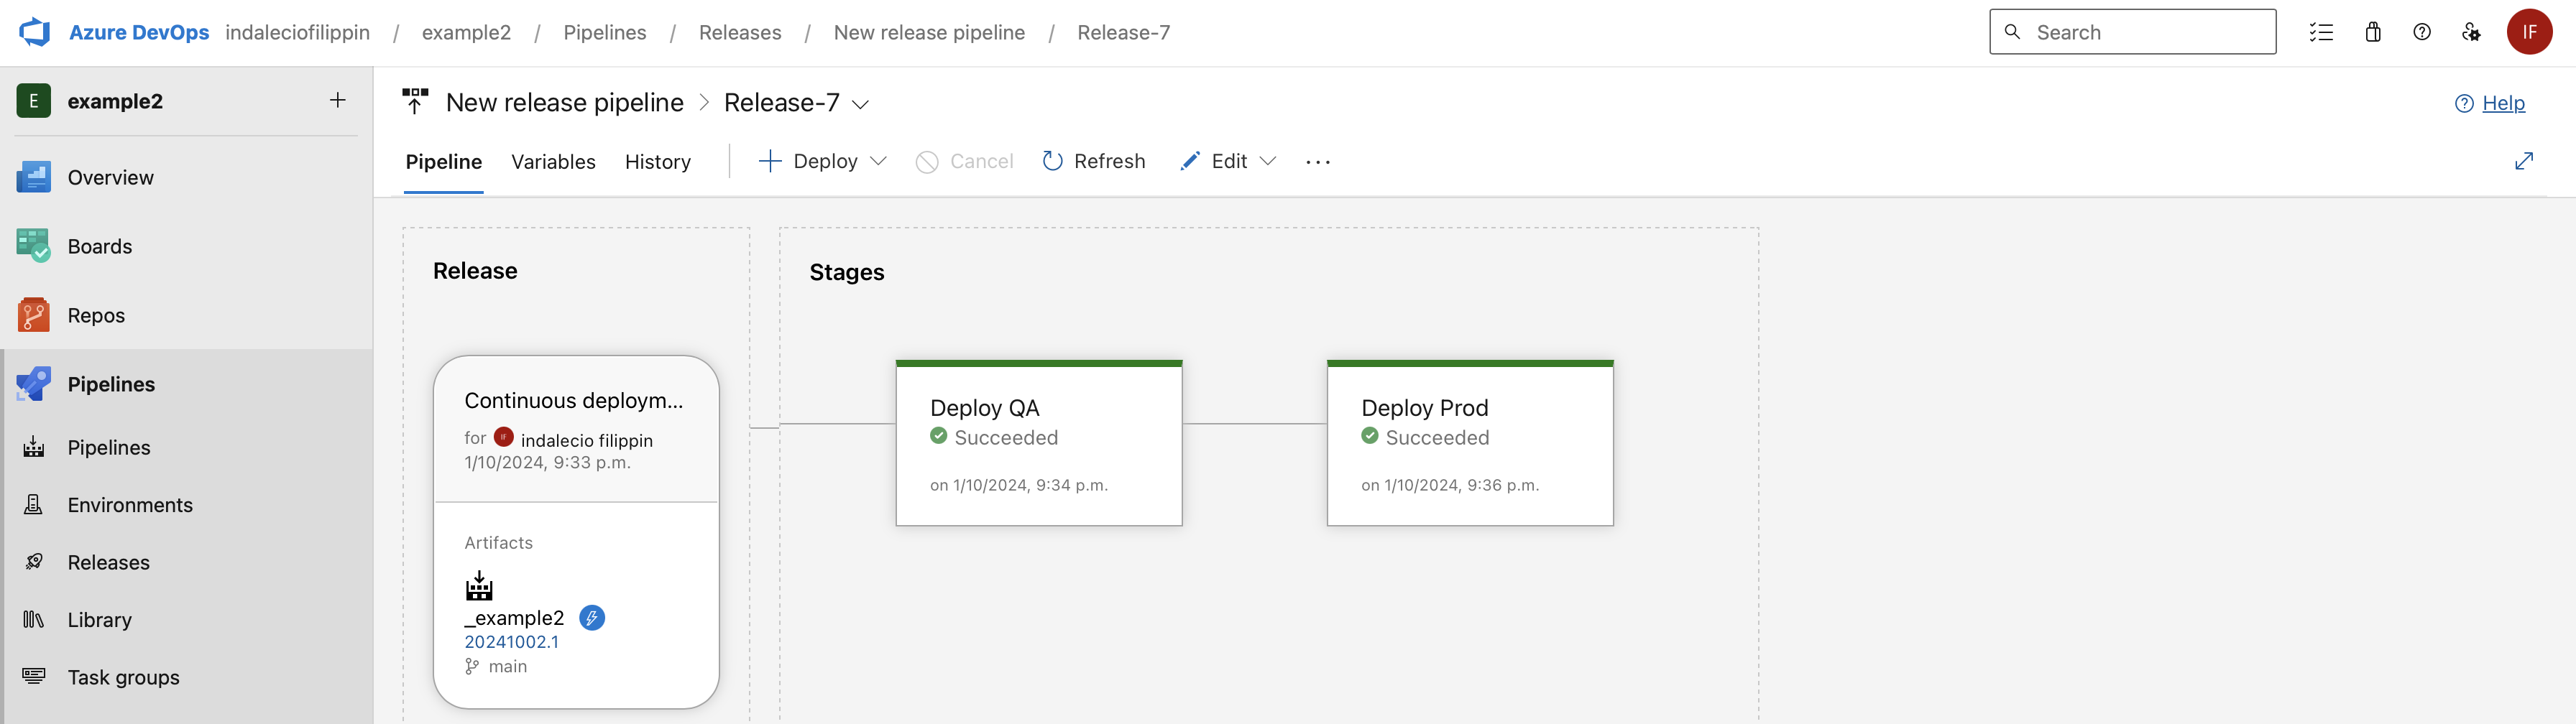 Azure DevOps indaleciofilippin / example2 / Pipelines / Releases / New release pipeline / Release-7
Search
IF
E example2
Overview
Boards
Repos
Pipelines
Pipelines
Environments
Releases
Library
Task groups
New release pipeline > Release-7
Help
Pipeline Variables History Deploy Cancel Refresh Edit ...
Release
Continuous deploym...
for IF indalecio filippin
1/10/2024, 9:33 p.m.
Artifacts
_example2
20241002.1
main
Stages
Deploy QA
Succeeded
on 1/10/2024, 9:34 p.m.
Deploy Prod
Succeeded
on 1/10/2024, 9:36 p.m.